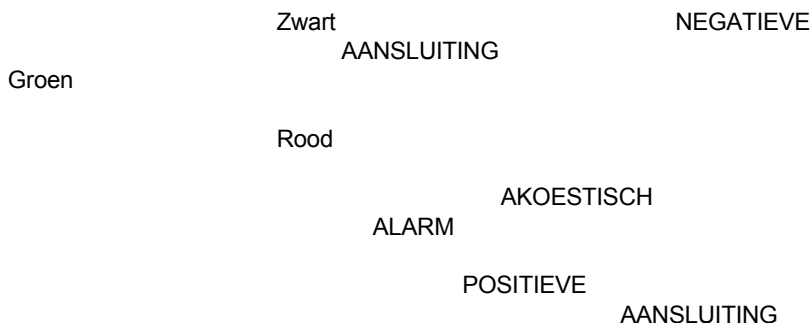 Zwart NEGATIEVE
AANSLUITING
Groen
Rood
AKOESTISCH
ALARM
POSITIEVE
AANSLUITING